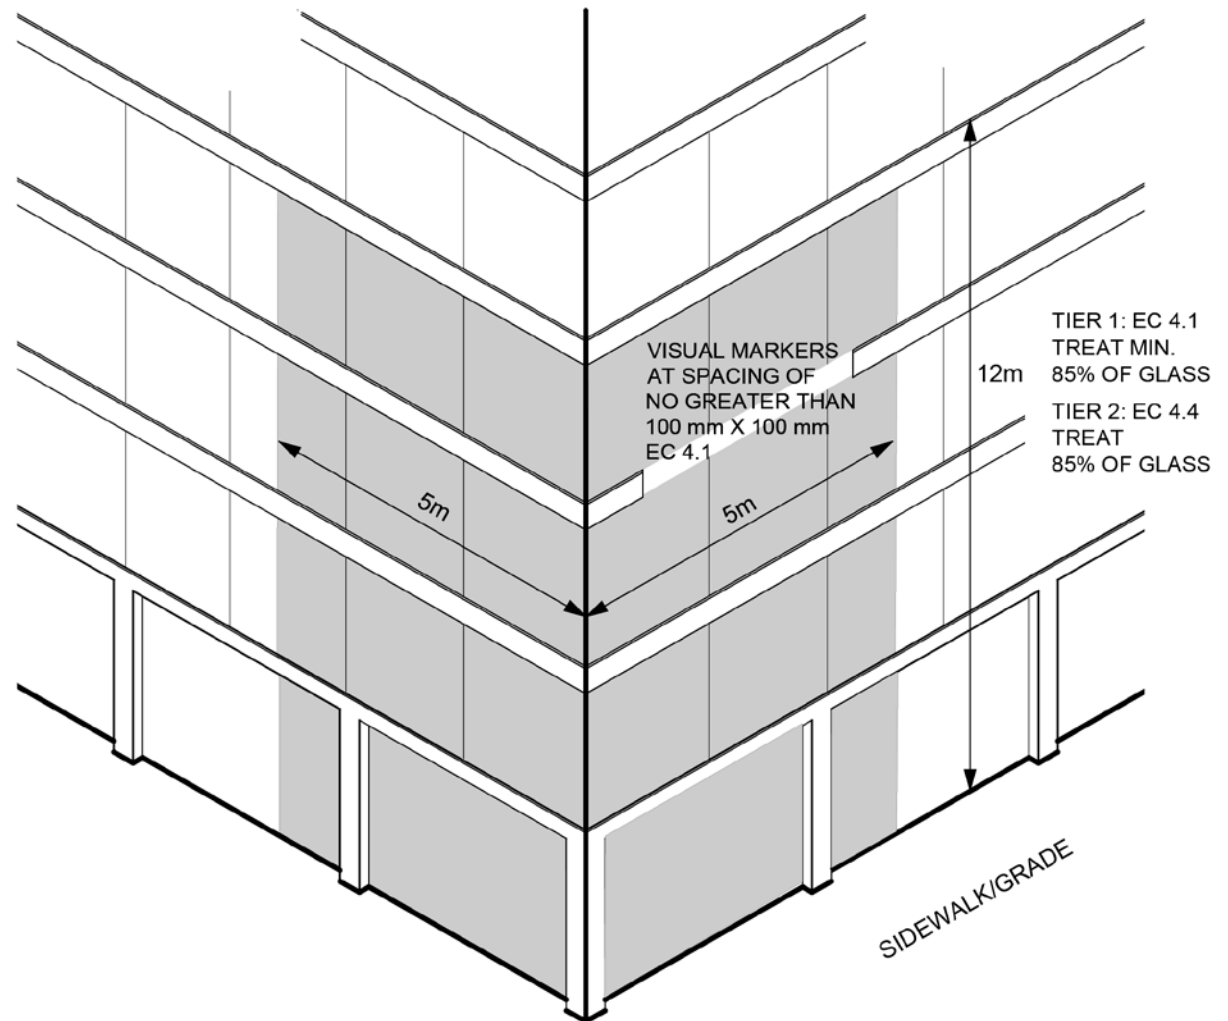 VISUAL MARKERS
AT SPACING OF
NO GREATER THAN
100 mm X 100 mm
EC 4.1
5m
5m
12m
TIER 1: EC 4.1
TREAT MIN.
85% OF GLASS
TIER 2: EC 4.4
TREAT
85% OF GLASS
SIDEWALK/GRADE